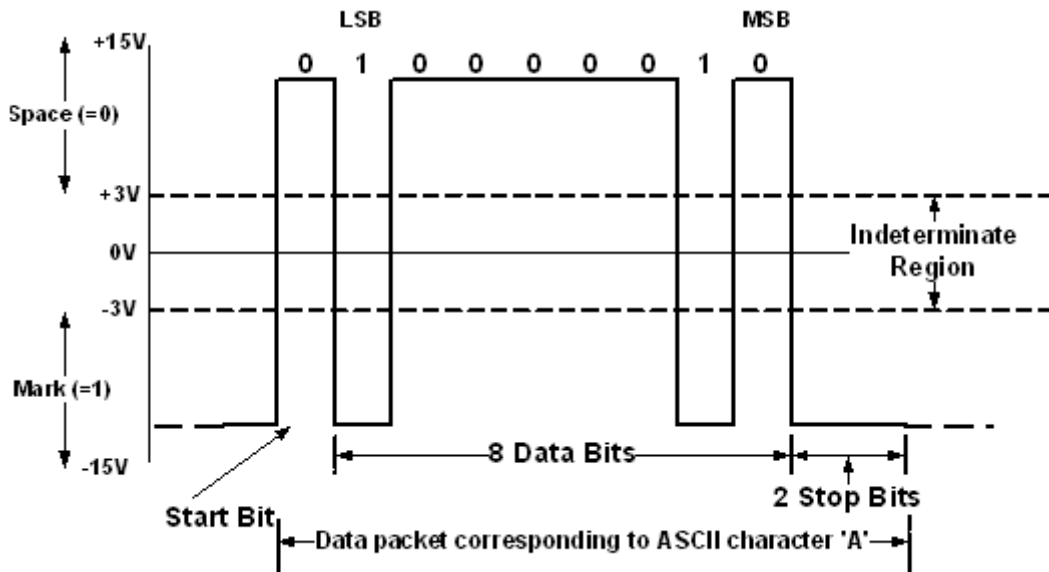 LSB MSB
+15V
0 1 0 0 0 0 0 1 0
Space (=0)
+3V
0V
Indeterminate
Region
-3V
Mark (=1)
8 Data Bits
-15V
2 Stop Bits
Start Bit
Data packet corresponding to ASCII character 'A'